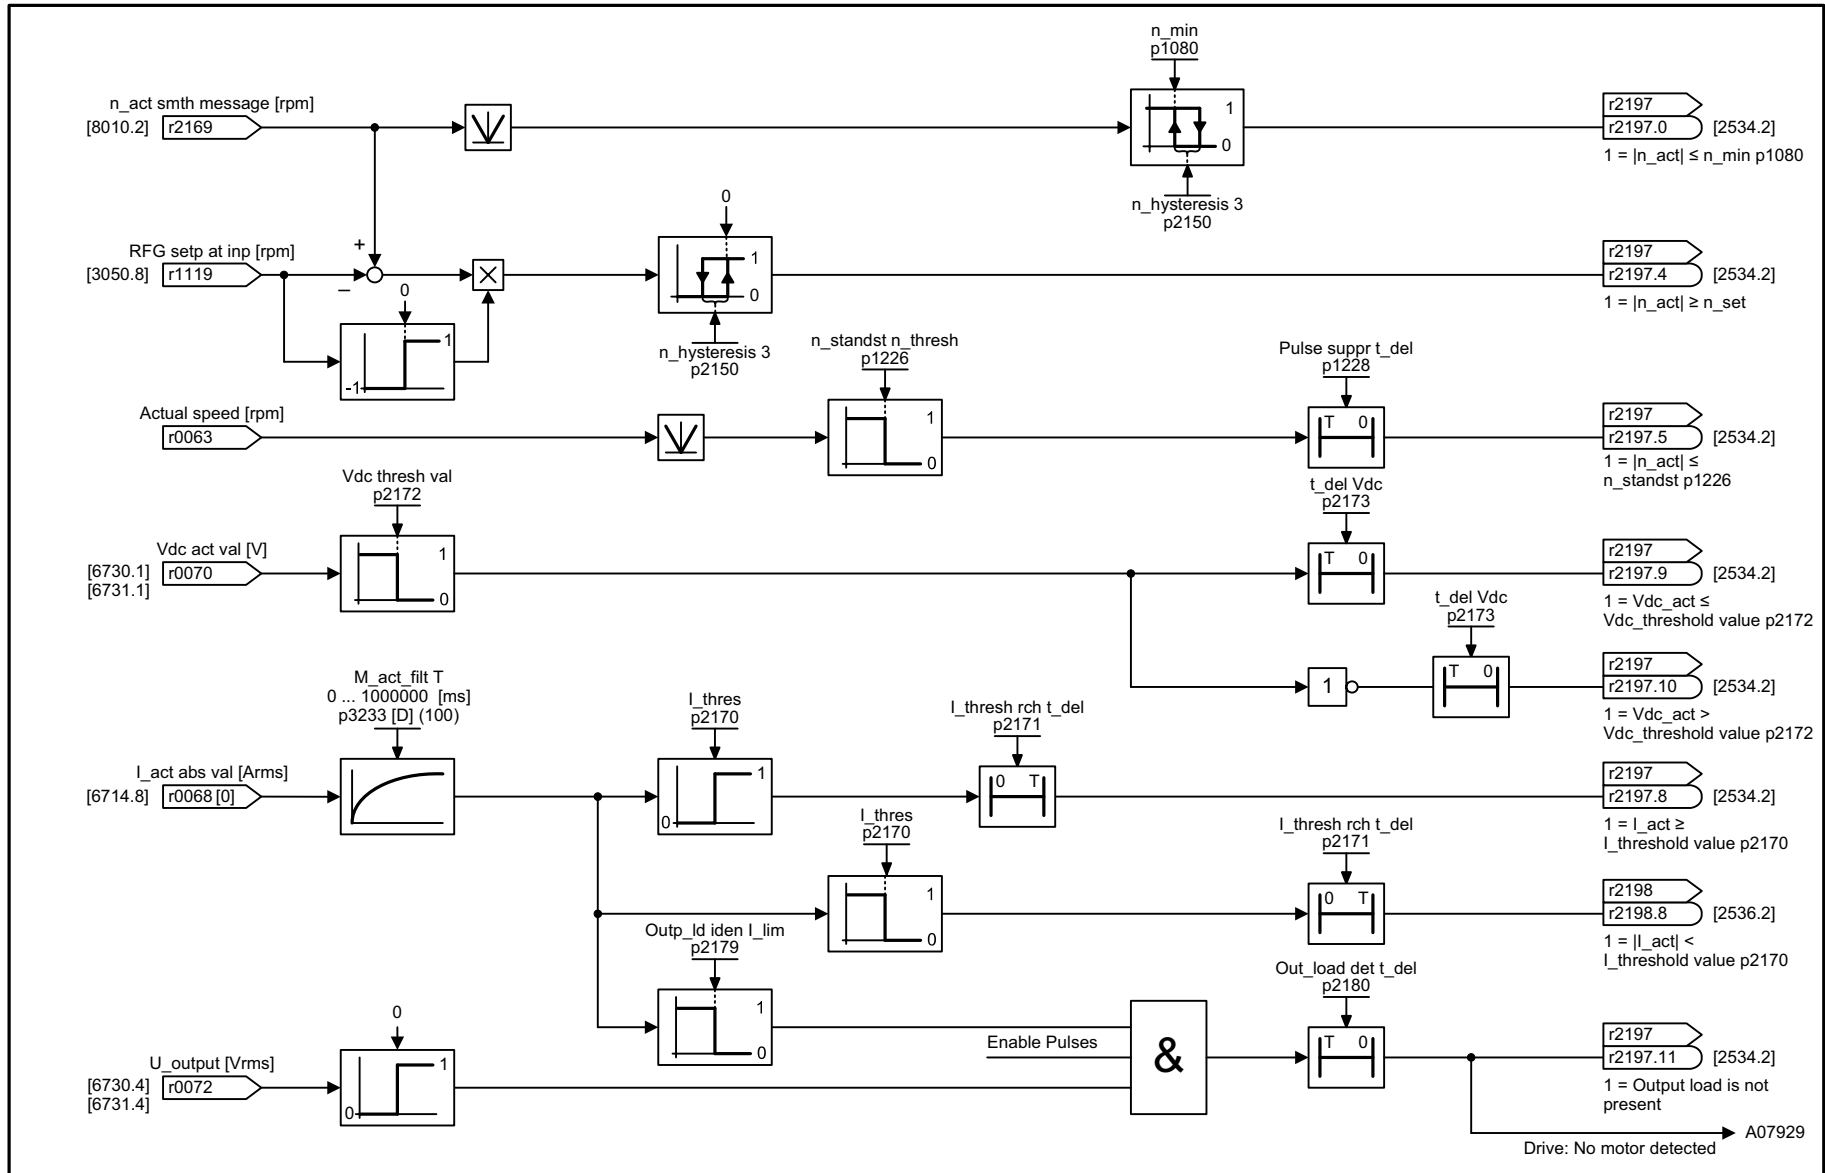 n_min
p1080
n_act smth message [rpm]
[8010.2]
r2169
1
0
r2197
r2197.0
[2534.2]
1 = |n_act| ≤ n_min p1080
n_hysteresis 3
p2150
0
RFG setp at inp [rpm]
+
[3050.8]
r1119
–
1
0
r2197
r2197.4
[2534.2]
1 = |n_act| ≥ n_set
0
1
-1
n_hysteresis 3
p2150
n_standst n_thresh
p1226
Pulse suppr t_del
p1228
Actual speed [rpm]
r0063
1
0
T 0
r2197
r2197.5
[2534.2]
1 = |n_act| ≤
n_standst p1226
Vdc thresh val
p2172
t_del Vdc
p2173
Vdc act val [V]
[6730.1]
[6731.1]
r0070
1
0
T 0
r2197
r2197.9
[2534.2]
1 = Vdc_act ≤
Vdc_threshold value p2172
t_del Vdc
p2173
1
T 0
r2197
r2197.10
[2534.2]
1 = Vdc_act >
Vdc_threshold value p2172
M_act_filt T
0 ... 1000000 [ms]
p3233 [D] (100)
I_thres
p2170
I_thresh rch t_del
p2171
I_act abs val [Arms]
[6714.8]
r0068 [0]
1
0
0 T
r2197
r2197.8
[2534.2]
1 = I_act ≥
I_threshold value p2170
I_thres
p2170
I_thresh rch t_del
p2171
1
0
0 T
r2198
r2198.8
[2536.2]
1 = |I_act| <
I_threshold value p2170
Outp_ld iden I_lim
p2179
Out_load det t_del
p2180
1
0
Enable Pulses
&
T 0
r2197
r2197.11
[2534.2]
1 = Output load is not
present
0
U_output [Vrms]
[6730.4]
[6731.4]
r0072
1
0
A07929
Drive: No motor detected